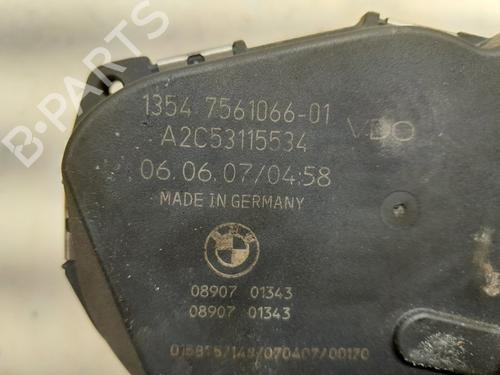 B-PARTS
1354 7561066-01
VDO
A2C53115534
06.06.07/04:58
MADE IN GERMANY
08907 01343
08907 01343